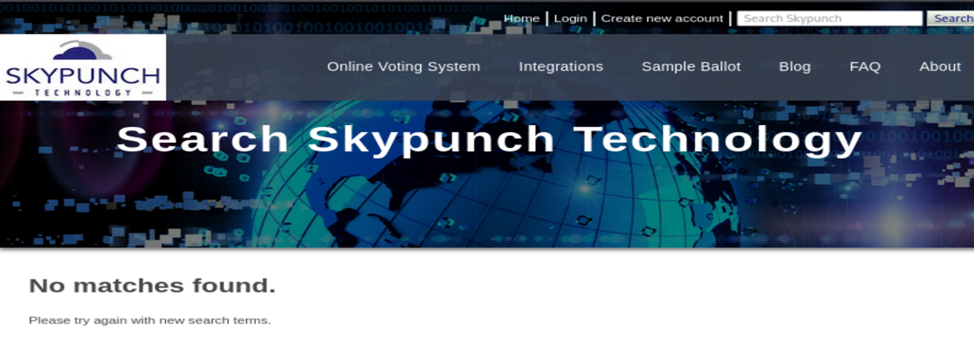 Home | Login | Create new account | Search Skypunch Search
SKYPUNCH
TECHNOLOGY
Online Voting System Integrations Sample Ballot Blog FAQ About
Search Skypunch Technology
No matches found.
Please try again with new search terms.